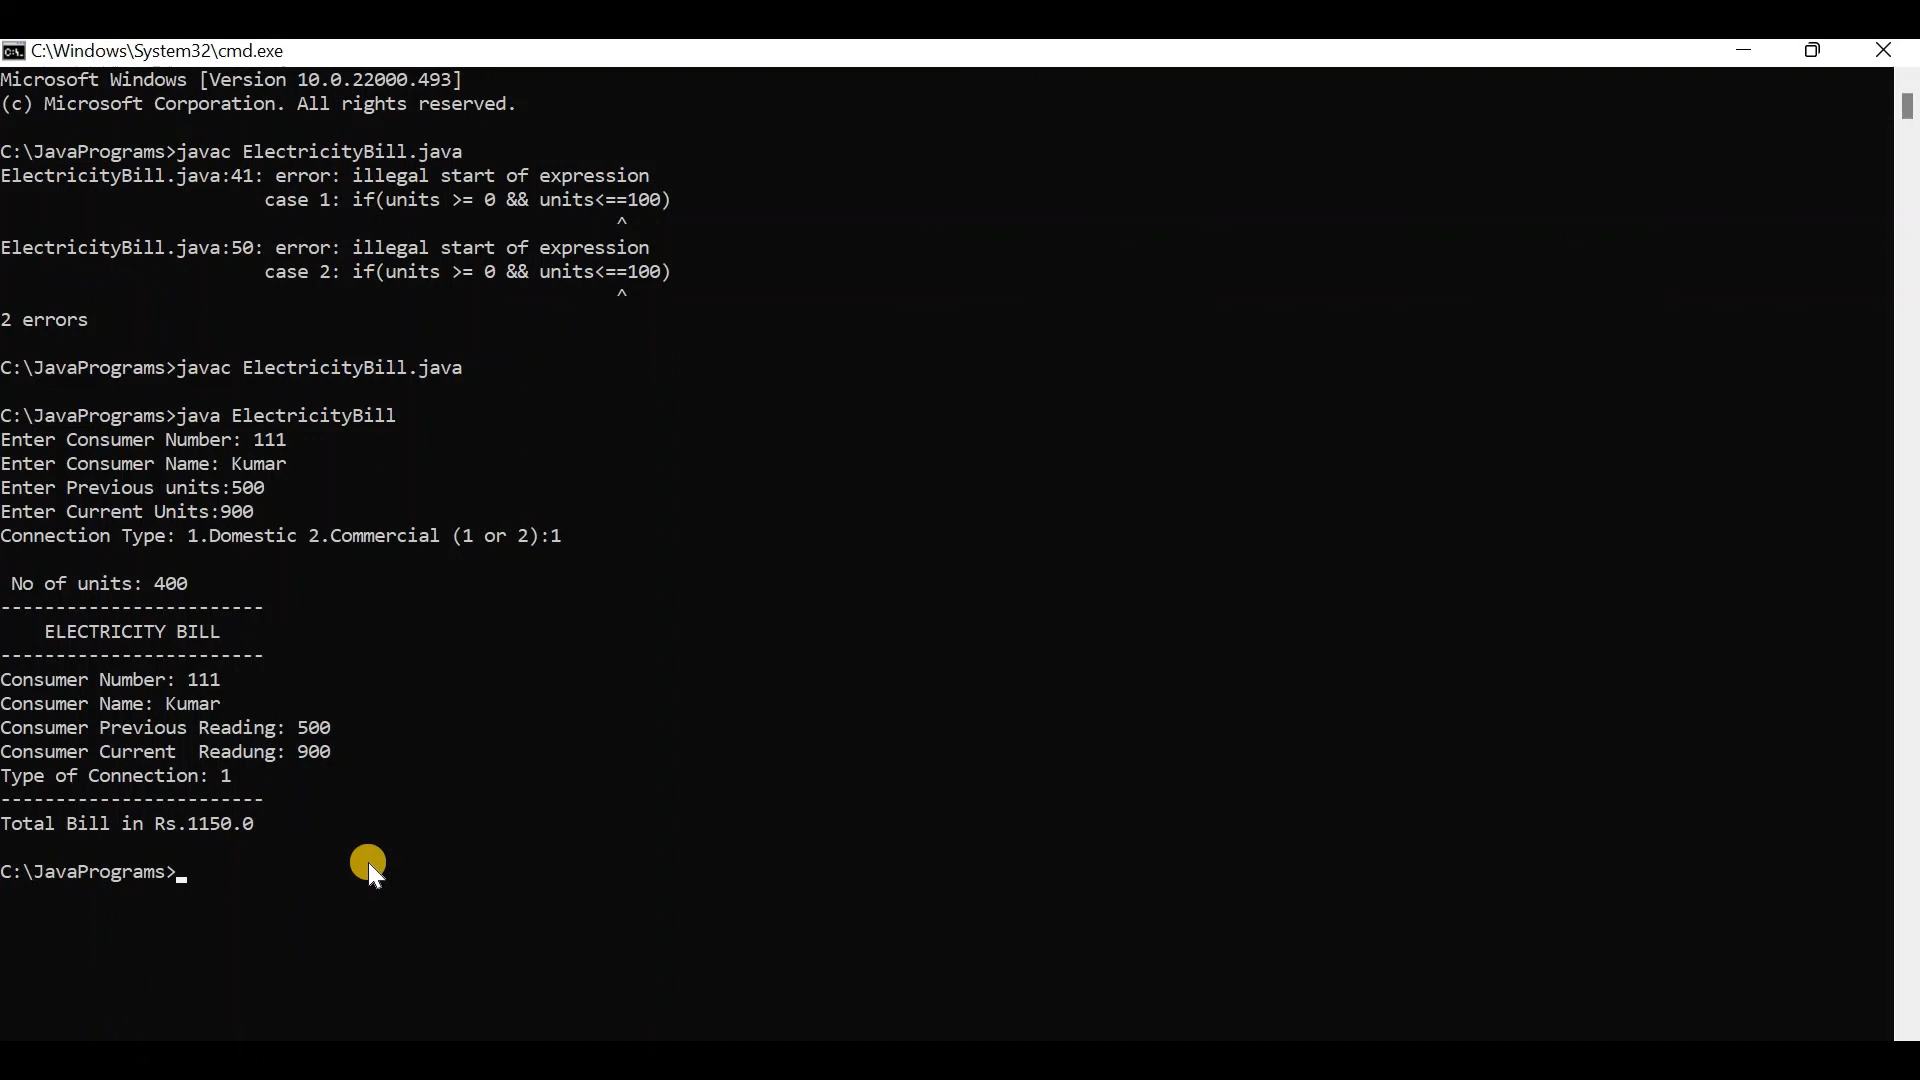 C:\Windows\System32\cmd.exe
Microsoft Windows [Version 10.0.22000.493]
(c) Microsoft Corporation. All rights reserved.
C:\JavaPrograms>javac ElectricityBill.java
ElectricityBill.java:41: error: illegal start of expression
case 1: if(units >= 0 && units<==100)
^
ElectricityBill.java:50: error: illegal start of expression
case 2: if(units >= 0 && units<==100)
^
2 errors
C:\JavaPrograms>javac ElectricityBill.java
C:\JavaPrograms>java ElectricityBill
Enter Consumer Number: 111
Enter Consumer Name: Kumar
Enter Previous units:500
Enter Current Units:900
Connection Type: 1.Domestic 2.Commercial (1 or 2):1
No of units: 400
------------------------
ELECTRICITY BILL
------------------------
Consumer Number: 111
Consumer Name: Kumar
Consumer Previous Reading: 500
Consumer Current  Readung: 900
Type of Connection: 1
------------------------
Total Bill in Rs.1150.0
C:\JavaPrograms>_